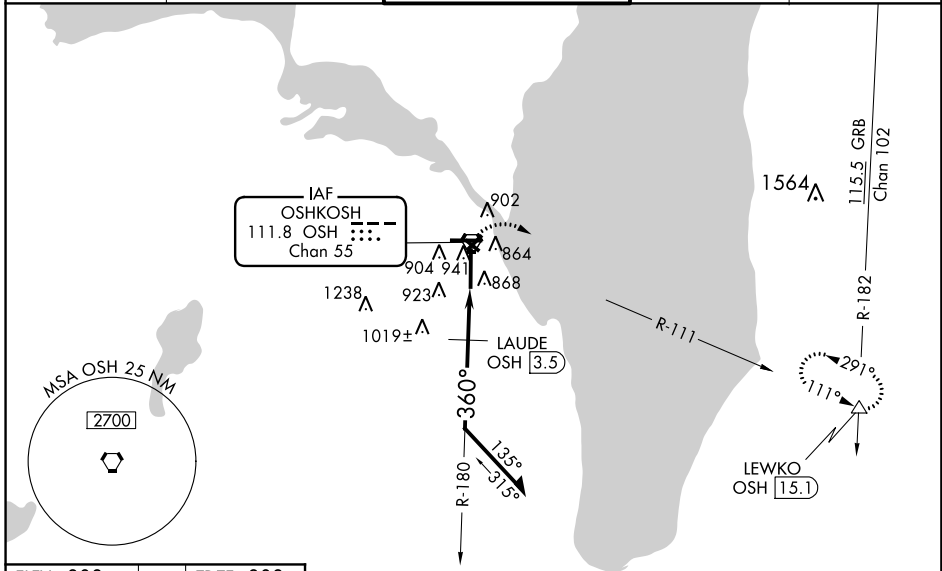 IAF
OSHKOSH
111.8 OSH
Chan 55
902
864
904
941
868
923
1238
1019±
LAUDE
OSH 3.5
MSA OSH 25 NM
2700
360°
135°
315°
R-180
R-111
1564
115.5 GRB
Chan 102
R-182
291°
111°
LEWKO
OSH 15.1